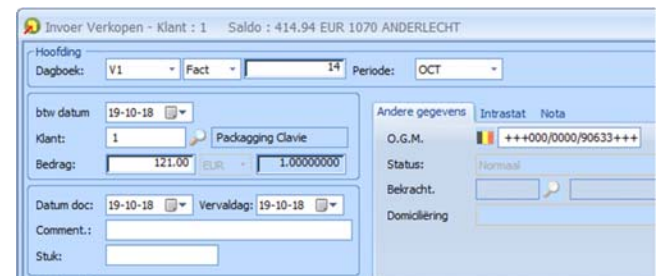 Invoer Verkopen - Klant : 1 Saldo : 414.94 EUR 1070 ANDERLECHT
Hoofding
Dagboek: V1 Fact 14 Periode: OCT
btw datum 19-10-18
Klant: 1 Packagging Clavie
Bedrag: 121.00 EUR 1.00000000
Datum doc: 19-10-18 Vervaldag: 19-10-18
Comment.:
Stuk:
Andere gegevens Intrastat Nota
O.G.M. +++000/0000/90633+++
Status: Normaal
Bekracht.
Domiciliëring